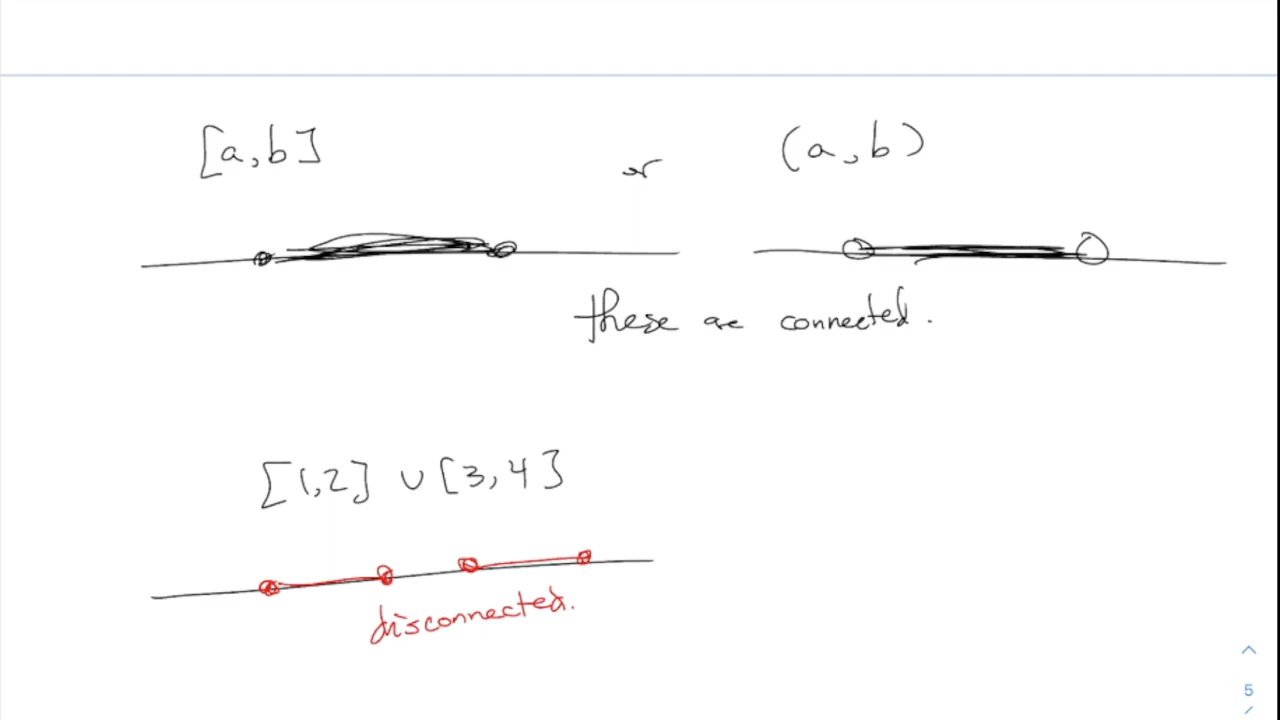 [a,b] or (a,b)
these are connected.
[1,2] ∪ [3,4]
disconnected.
5